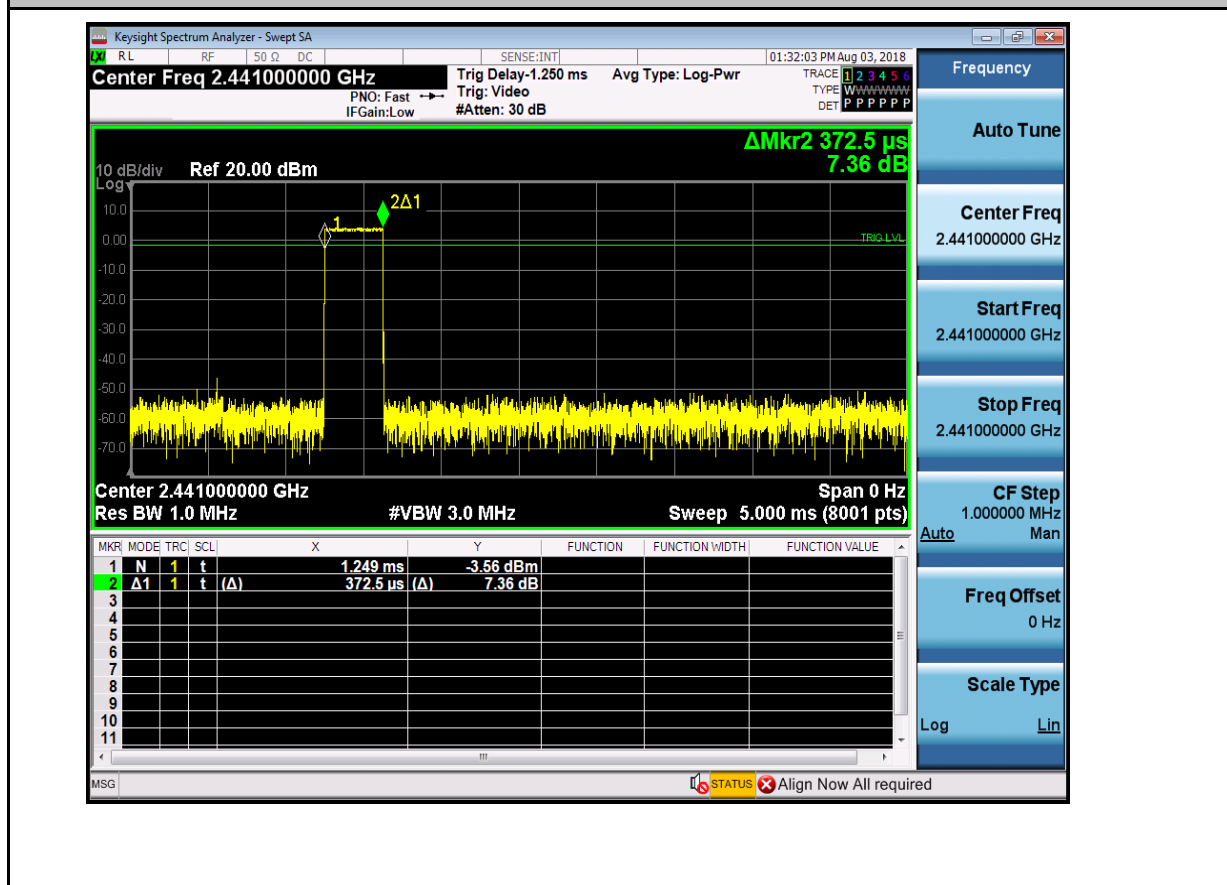 Keysight Spectrum Analyzer - Swept SA
LXI RL RF 50 Ω DC SENSE:INT 01:32:03 PM Aug 03, 2018
Center Freq 2.441000000 GHz
PNO: Fast
IFGain:Low
Trig Delay-1.250 ms
Trig: Video
#Atten: 30 dB
Avg Type: Log-Pwr
TRACE 1 2 3 4 5 6
TYPE WWWWWW
DET P P P P P P
ΔMkr2 372.5 µs
7.36 dB
10 dB/div Ref 20.00 dBm
Log
10.0
0.00
-10.0
-20.0
-30.0
-40.0
-50.0
-60.0
-70.0
1
2Δ1
TRIG LVL
Center 2.441000000 GHz Span 0 Hz
Res BW 1.0 MHz #VBW 3.0 MHz Sweep 5.000 ms (8001 pts)
MKR MODE TRC SCL X Y FUNCTION FUNCTION WIDTH FUNCTION VALUE
1 N 1 t 1.249 ms -3.56 dBm
2 Δ1 1 t (Δ) 372.5 µs (Δ) 7.36 dB
3
4
5
6
7
8
9
10
11
MSG STATUS Align Now All required
Frequency
Auto Tune
Center Freq
2.441000000 GHz
Start Freq
2.441000000 GHz
Stop Freq
2.441000000 GHz
CF Step
1.000000 MHz
Auto Man
Freq Offset
0 Hz
Scale Type
Log Lin